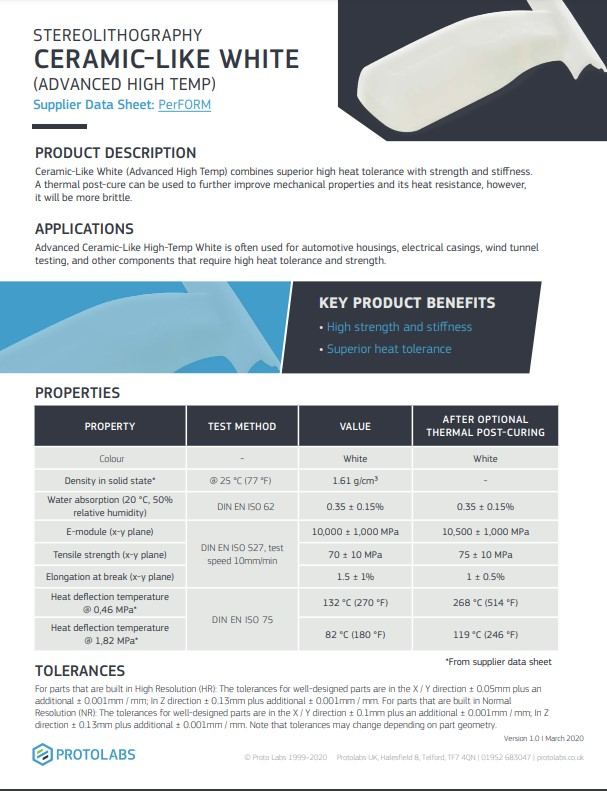 STEREOLITHOGRAPHY
CERAMIC-LIKE WHITE
(ADVANCED HIGH TEMP)
Supplier Data Sheet: PerFORM
PRODUCT DESCRIPTION
Ceramic-Like White (Advanced High Temp) combines superior high heat tolerance with strength and stiffness.
A thermal post-cure can be used to further improve mechanical properties and its heat resistance, however,
it will be more brittle.
APPLICATIONS
Advanced Ceramic-Like High-Temp White is often used for automotive housings, electrical casings, wind tunnel
testing, and other components that require high heat tolerance and strength.
KEY PRODUCT BENEFITS
• High strength and stiffness
• Superior heat tolerance
PROPERTIES
PROPERTY TEST METHOD VALUE AFTER OPTIONAL
THERMAL POST-CURING
Colour - White White
Density in solid state* @ 25 °C (77 °F) 1.61 g/cm³ -
Water absorption (20 °C, 50%
relative humidity) DIN EN ISO 62 0.35 ± 0.15% 0.35 ± 0.15%
E-module (x-y plane) 10,000 ± 1,000 MPa 10,500 ± 1,000 MPa
DIN EN ISO 527, test
speed 10mm/min
Tensile strength (x-y plane) 70 ± 10 MPa 75 ± 10 MPa
Elongation at break (x-y plane) 1.5 ± 1% 1 ± 0.5%
Heat deflection temperature
@ 0,46 MPa* 132 °C (270 °F) 268 °C (514 °F)
DIN EN ISO 75
Heat deflection temperature
@ 1,82 MPa* 82 °C (180 °F) 119 °C (246 °F)
*From supplier data sheet
TOLERANCES
For parts that are built in High Resolution (HR): The tolerances for well-designed parts are in the X / Y direction ± 0.05mm plus an
additional ± 0.001mm / mm; In Z direction ± 0.13mm plus additional ± 0.001mm / mm. For parts that are built in Normal
Resolution (NR): The tolerances for well-designed parts are in the X / Y direction ± 0.1mm plus an additional ± 0.001mm / mm; In Z
direction ± 0.13mm plus additional ± 0.001mm / mm. Note that tolerances may change depending on part geometry.
Version 1.0 I March 2020
PROTOLABS
© Proto Labs 1999–2020 Protolabs UK, Halesfield 8, Telford, TF7 4QN | 01952 683047 | protolabs.co.uk